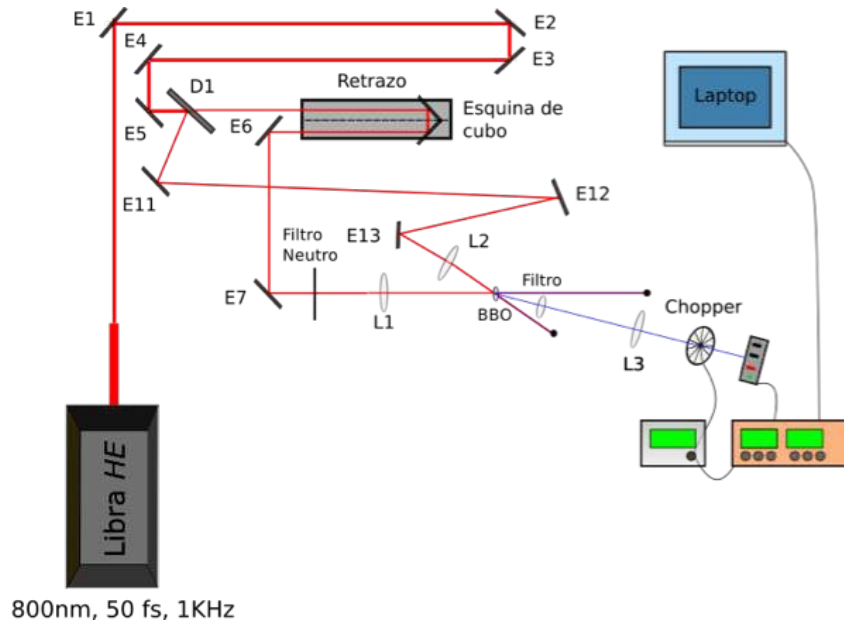 E1
E2
E4
E3
D1
Retrazo
Laptop
E5
E6
Esquina de
cubo
E11
E12
E13
L2
Filtro
Neutro
E7
L1
BBO
Filtro
Chopper
L3
Libra HE
800nm, 50 fs, 1KHz